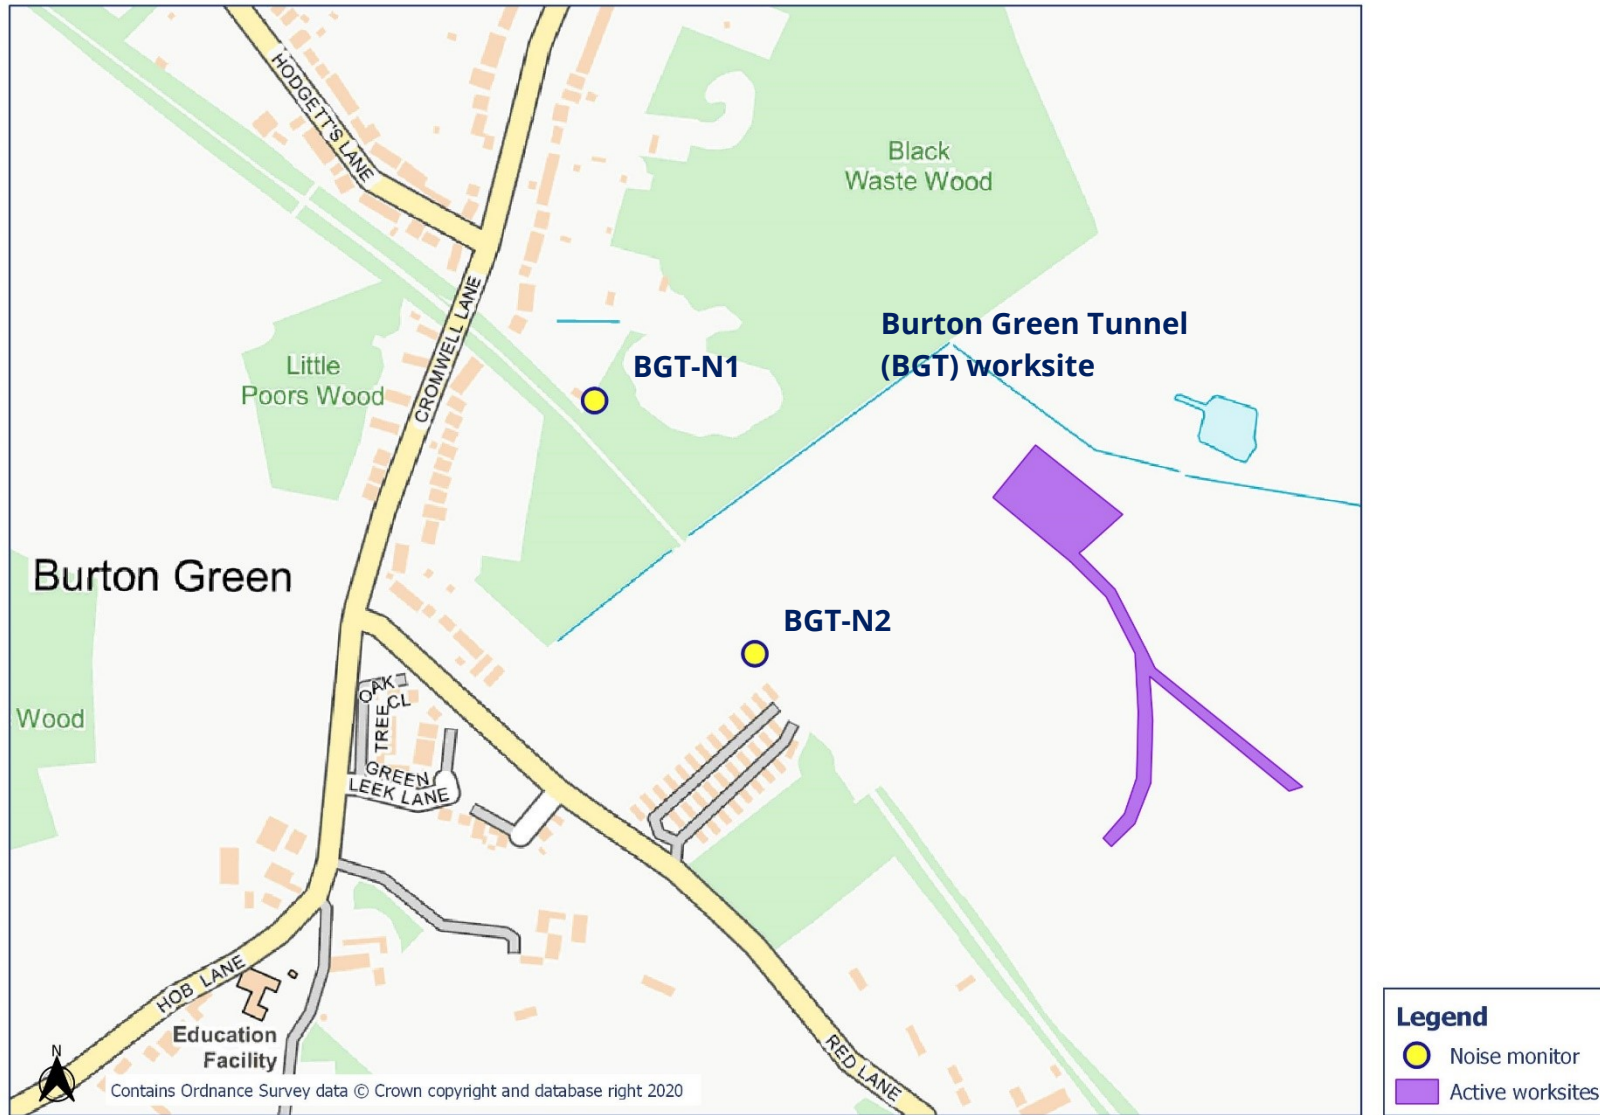 HODGETT'S LANE
Black
Waste Wood
CROMWELL LANE
Burton Green Tunnel
(BGT) worksite
Little
Poors Wood
BGT-N1
Burton Green
BGT-N2
OAK
TREE
CL
Wood
GREEN
LEEK LANE
HOB LANE
Education
Facility
RED LANE
N
Contains Ordnance Survey data © Crown copyright and database right 2020
Legend
Noise monitor
Active worksites